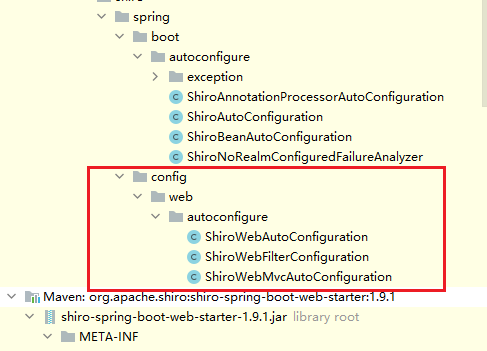 spring
boot
autoconfigure
exception
ShiroAnnotationProcessorAutoConfiguration
ShiroAutoConfiguration
ShiroBeanAutoConfiguration
ShiroNoRealmConfiguredFailureAnalyzer
config
web
autoconfigure
ShiroWebAutoConfiguration
ShiroWebFilterConfiguration
ShiroWebMvcAutoConfiguration
Maven: org.apache.shiro:shiro-spring-boot-web-starter:1.9.1
shiro-spring-boot-web-starter-1.9.1.jar library root
META-INF